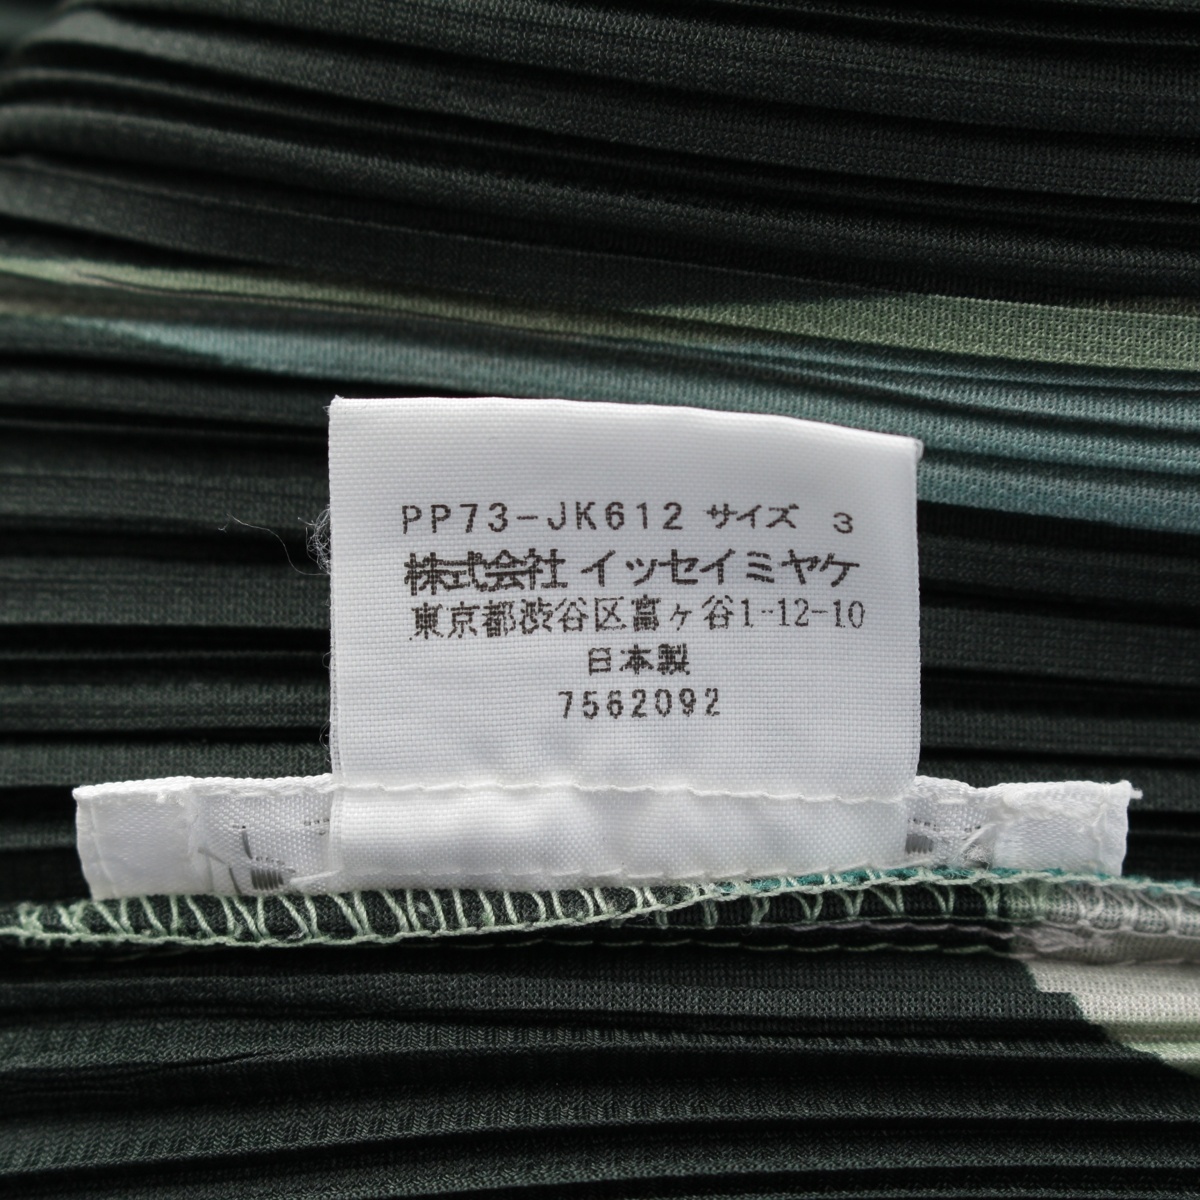 PP73-JK612 サイズ 3
株式会社 イッセイミヤケ
東京都渋谷区富ヶ谷1-12-10
日本製
7562092